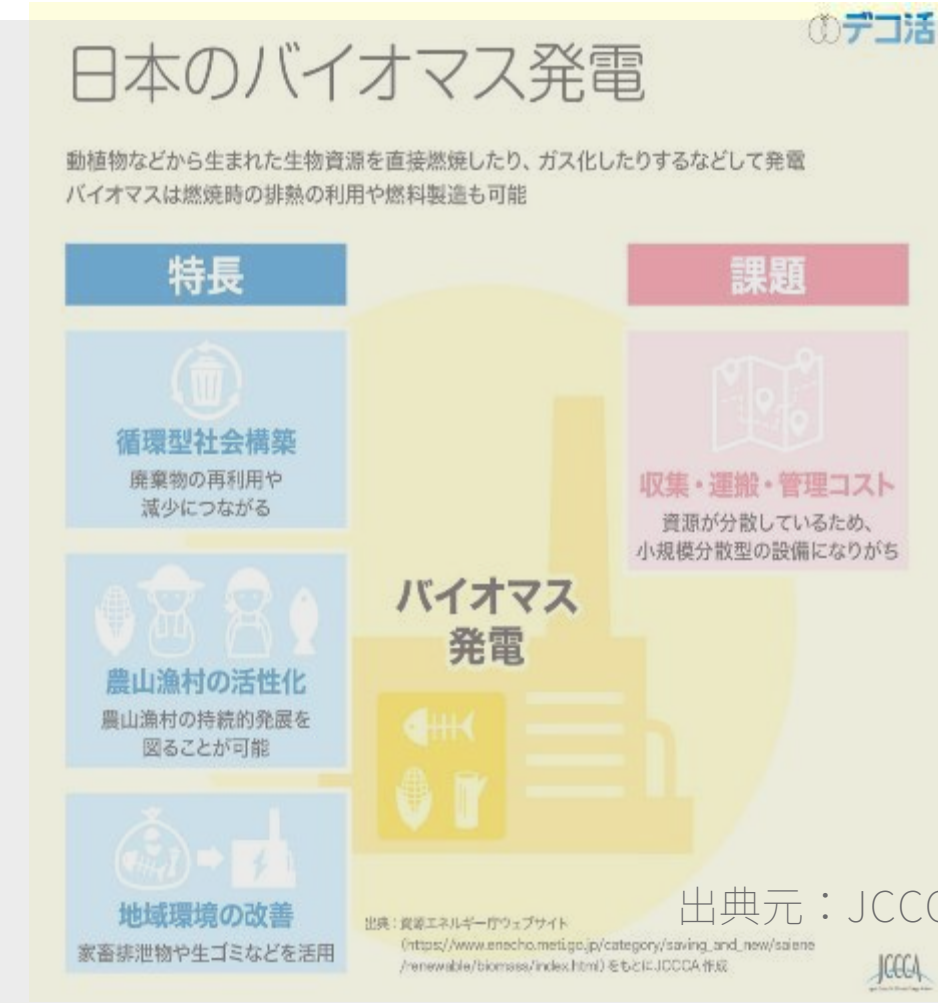 デコ活
日本のバイオマス発電
動植物などから生まれた生物資源を直接燃焼したり、ガス化したりするなどして発電
バイオマスは燃焼時の排熱の利用や燃料製造も可能
特長
循環型社会構築
廃棄物の再利用や
減少につながる
農山漁村の活性化
農山漁村の持続的発展を
図ることが可能
地域環境の改善
家畜排泄物や生ゴミなどを活用
バイオマス
発電
課題
収集・運搬・管理コスト
資源が分散しているため、
小規模分散型の設備になりがち
出典：資源エネルギー庁ウェブサイト
（https://www.enecho.meti.go.jp/category/saving_and_new/saiene
/renewable/biomass/index.html）をもとにJCCCA作成
出典元：JCCC
JCCCA